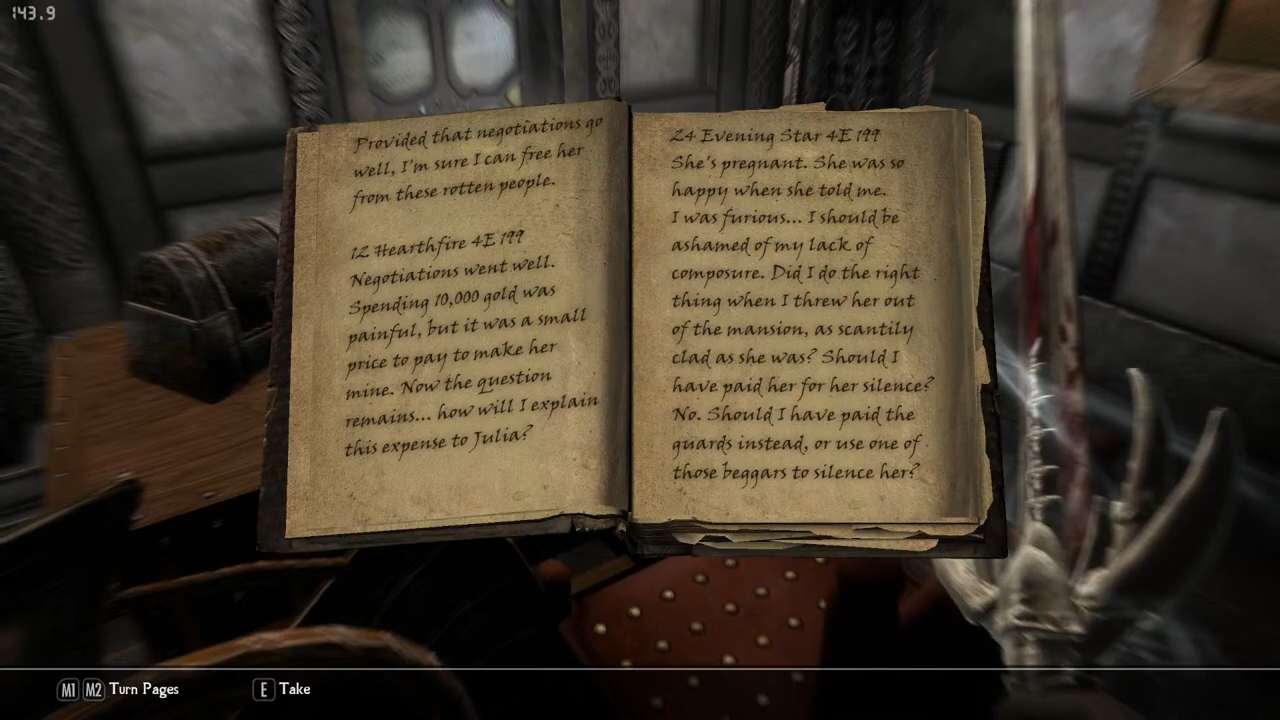 143.9
Provided that negotiations go
well, I'm sure I can free her
from these rotten people.
12 Hearthfire 4E 199
Negotiations went well.
Spending 10,000 gold was
painful, but it was a small
price to pay to make her
mine. Now the question
remains... how will I explain
this expense to Julia?
24 Evening Star 4E 199
She's pregnant. She was so
happy when she told me.
I was furious... I should be
ashamed of my lack of
composure. Did I do the right
thing when I threw her out
of the mansion, as scantily
clad as she was? Should I
have paid her for her silence?
No. Should I have paid the
guards instead, or use one of
those beggars to silence her?
M1 M2 Turn Pages
E Take